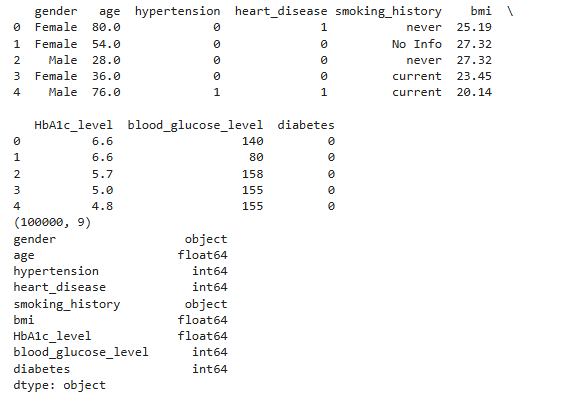 gender   age  hypertension  heart_disease smoking_history    bmi  \
0  Female  80.0             0              1           never  25.19
1  Female  54.0             0              0         No Info  27.32
2    Male  28.0             0              0           never  27.32
3  Female  36.0             0              0         current  23.45
4    Male  76.0             1              1         current  20.14

   HbA1c_level  blood_glucose_level  diabetes
0          6.6                  140         0
1          6.6                   80         0
2          5.7                  158         0
3          5.0                  155         0
4          4.8                  155         0
(100000, 9)
gender                  object
age                    float64
hypertension             int64
heart_disease            int64
smoking_history         object
bmi                    float64
HbA1c_level            float64
blood_glucose_level      int64
diabetes                 int64
dtype: object